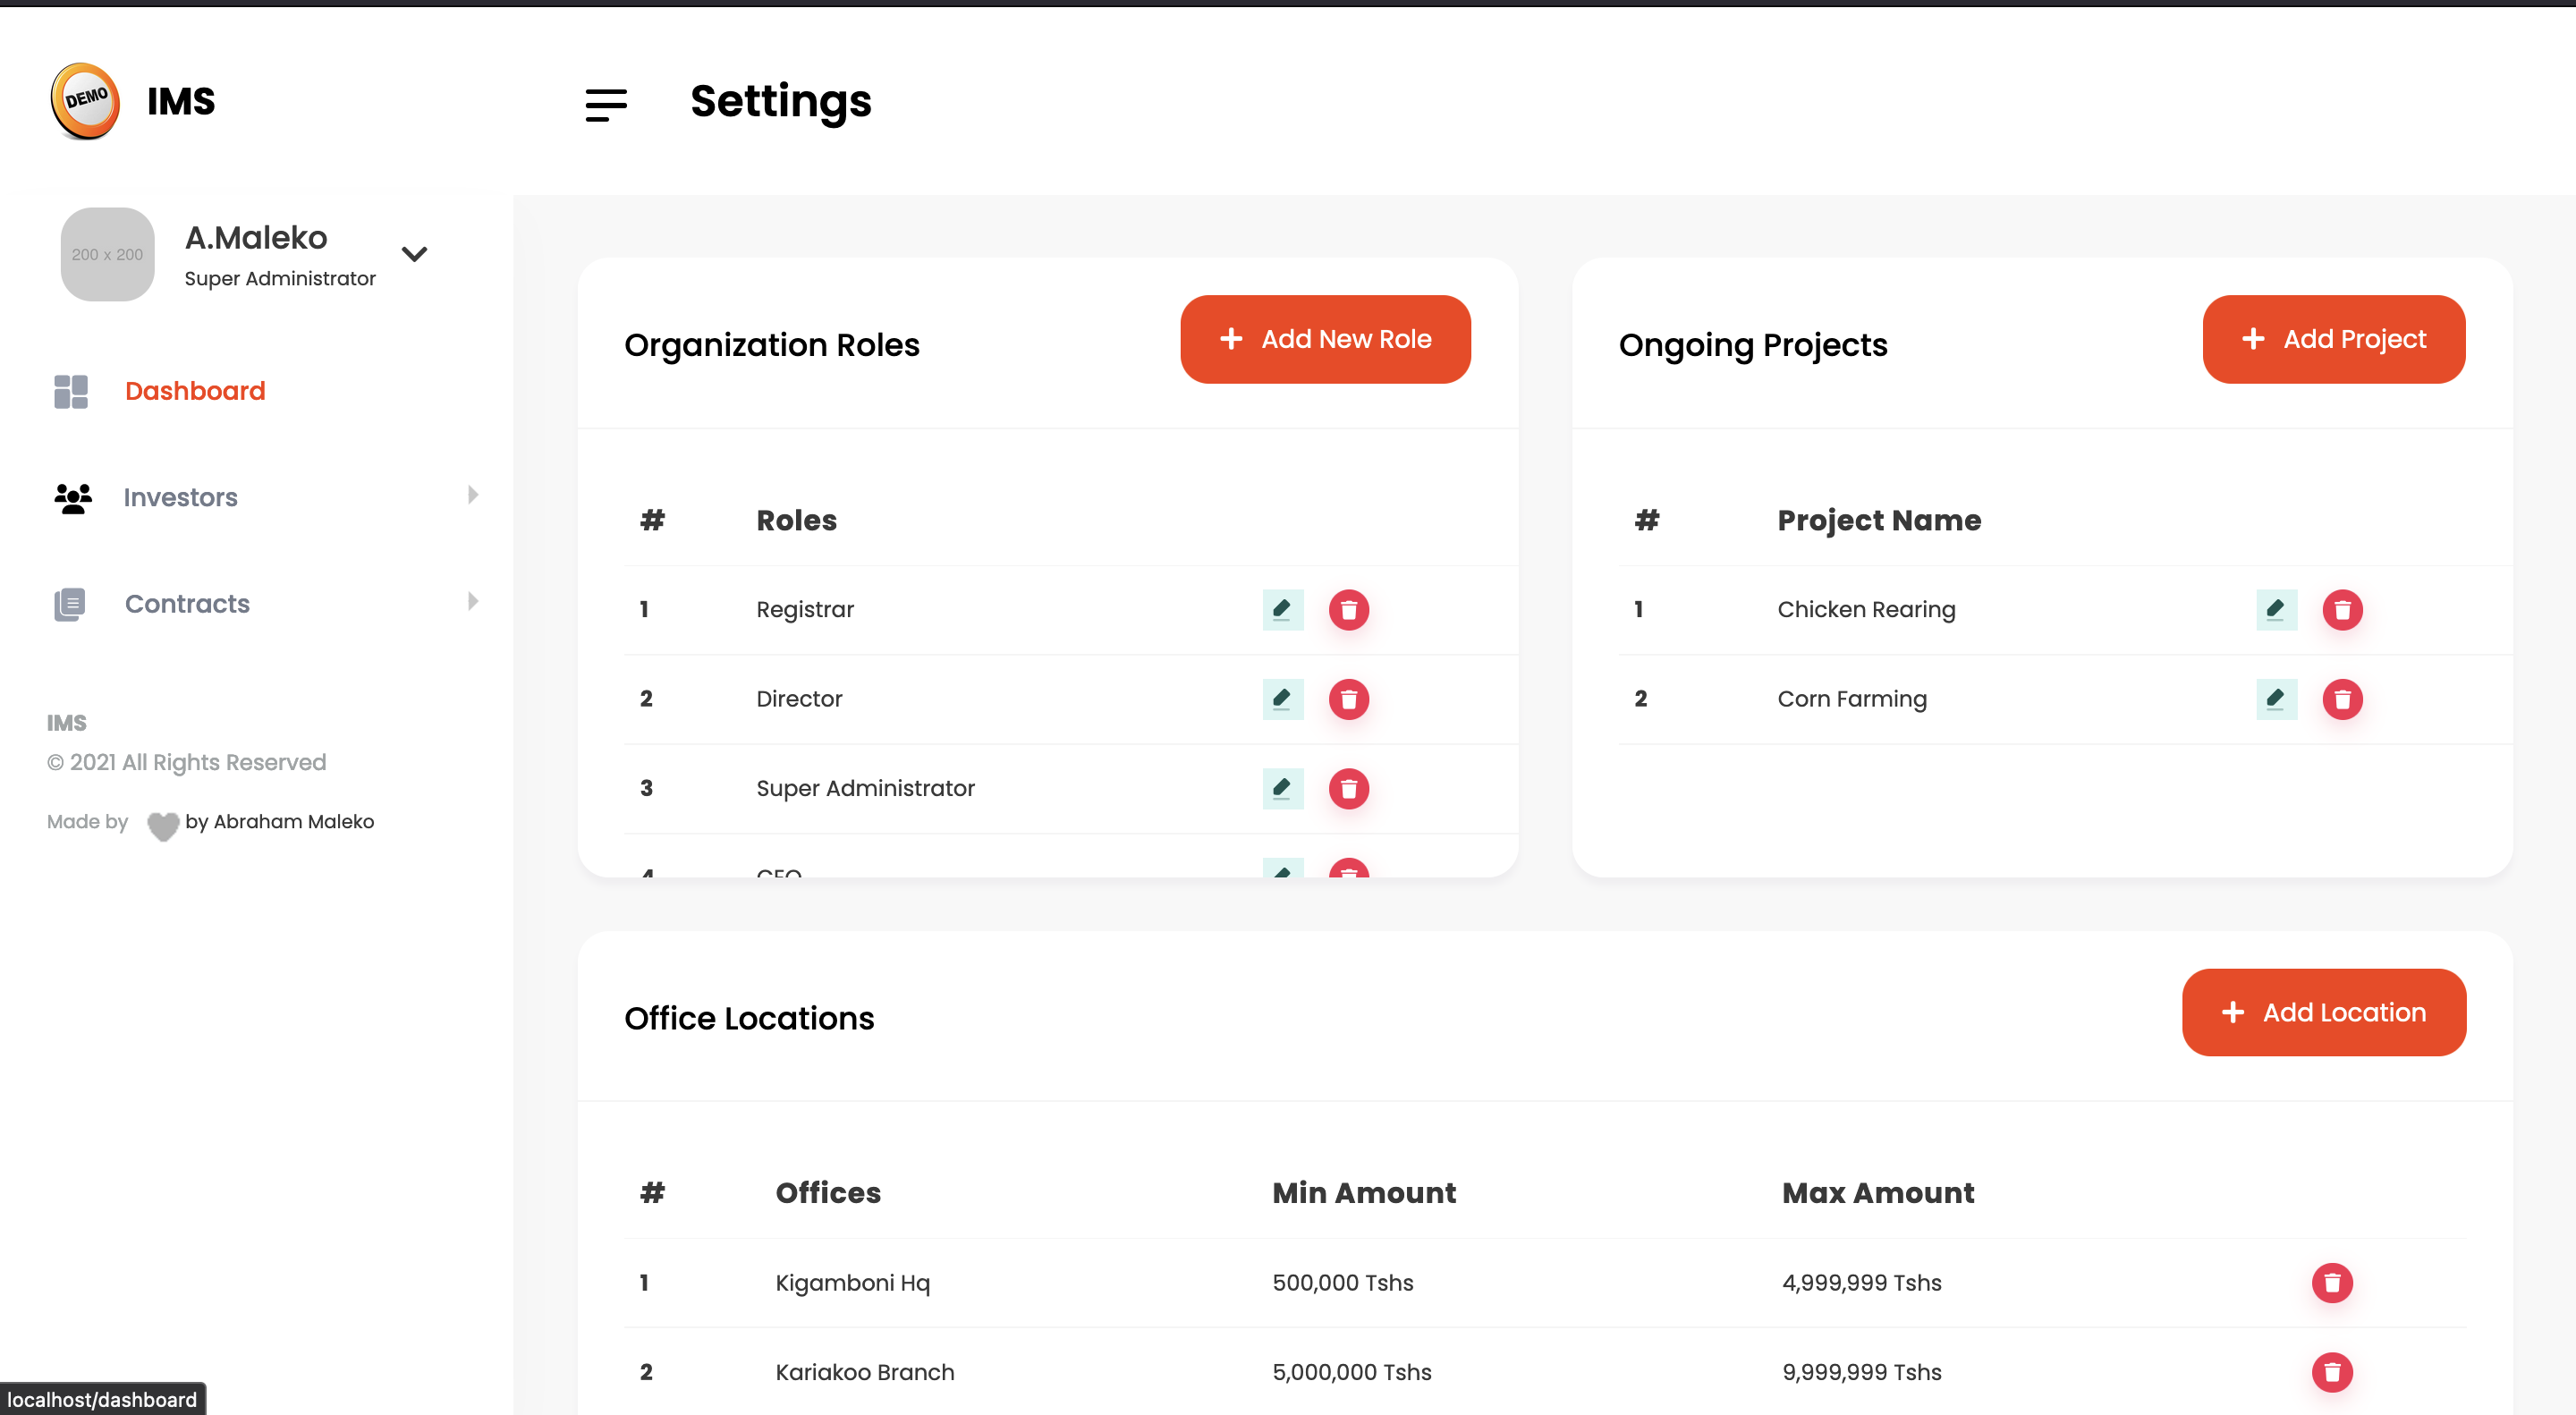 DEMO
IMS
Settings
200 x 200
A.Maleko
Super Administrator
Dashboard
Investors
Contracts
IMS
© 2021 All Rights Reserved
Made by by Abraham Maleko
Organization Roles
+ Add New Role
# Roles
1 Registrar
2 Director
3 Super Administrator
4
Ongoing Projects
+ Add Project
# Project Name
1 Chicken Rearing
2 Corn Farming
Office Locations
+ Add Location
# Offices Min Amount Max Amount
1 Kigamboni Hq 500,000 Tshs 4,999,999 Tshs
2 Kariakoo Branch 5,000,000 Tshs 9,999,999 Tshs
localhost/dashboard